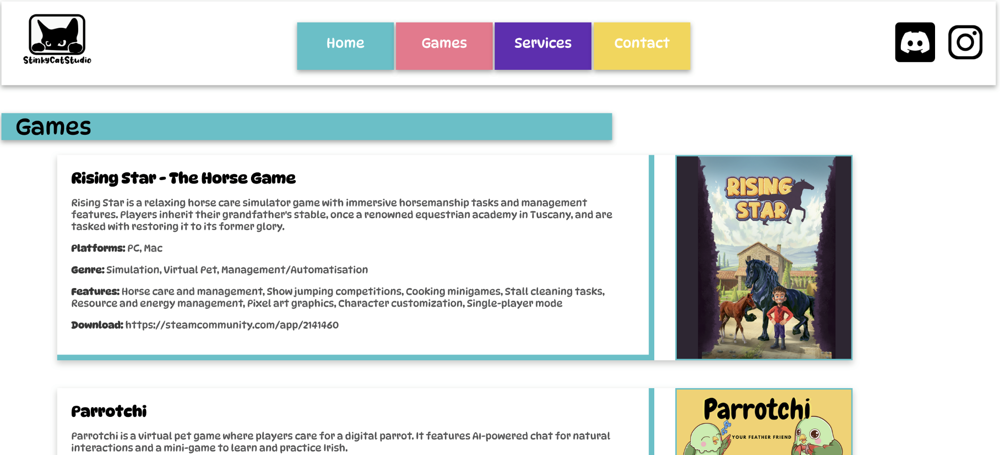 StinkyCatStudio
Home
Games
Services
Contact
Games
Rising Star - The Horse Game
Rising Star is a relaxing horse care simulator game with immersive horsemanship tasks and management
features. Players inherit their grandfather's stable, once a renowned equestrian academy in Tuscany, and are
tasked with restoring it to its former glory.
Platforms: PC, Mac
Genre: Simulation, Virtual Pet, Management/Automatisation
Features: Horse care and management, Show jumping competitions, Cooking minigames, Stall cleaning tasks,
Resource and energy management, Pixel art graphics, Character customization, Single-player mode
Download: https://steamcommunity.com/app/2141460
RISING
STAR
Parrotchi
Parrotchi is a virtual pet game where players care for a digital parrot. It features AI-powered chat for natural
interactions and a mini-game to learn and practice Irish.
Parrotchi
YOUR FEATHER FRIEND